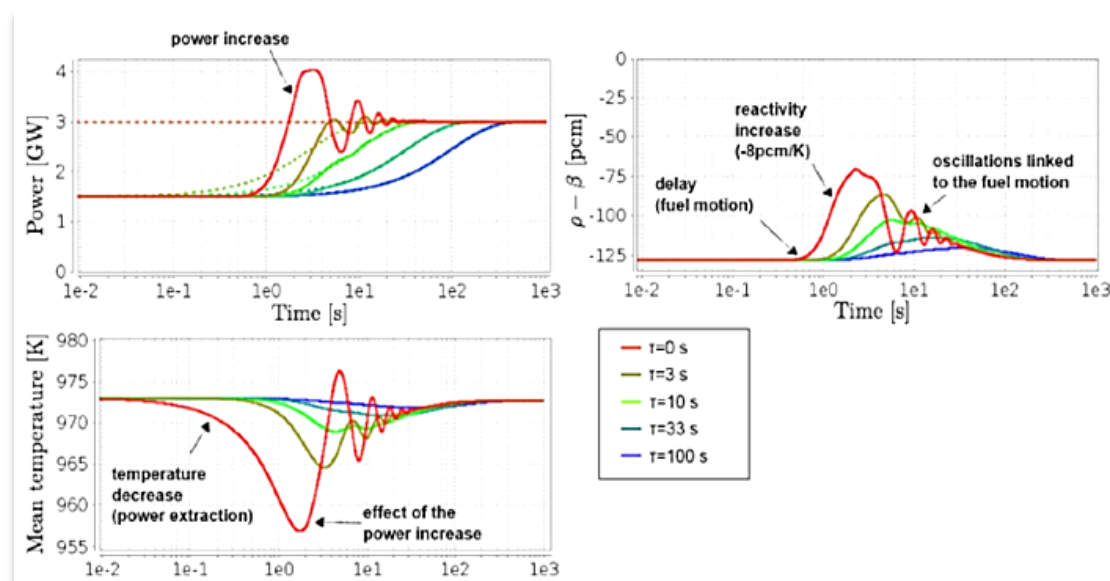 power increase
4
3
2
1
0
Power [GW]
1e-2 1e-1 1e0 1e1 1e2 1e3
Time [s]
0
-25
-50
-75
-100
-125
ρ − β [pcm]
reactivity
increase
(-8pcm/K)
delay
(fuel motion)
oscillations linked
to the fuel motion
1e-2 1e-1 1e0 1e1 1e2 1e3
Time [s]
980
975
970
965
960
955
Mean temperature [K]
temperature
decrease
(power extraction)
effect of the
power increase
1e-2 1e-1 1e0 1e1 1e2 1e3
τ=0 s
τ=3 s
τ=10 s
τ=33 s
τ=100 s